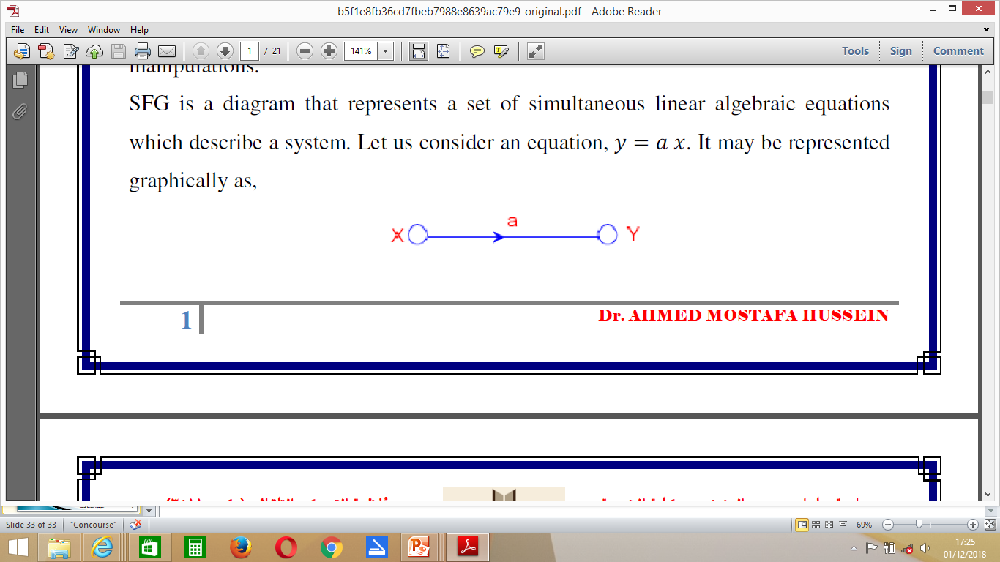 b5f1e8fb36cd7fbeb7988e8639ac79e9-original.pdf - Adobe Reader
File Edit View Window Help
1 / 21 141% Tools Sign Comment
manipulations.
SFG is a diagram that represents a set of simultaneous linear algebraic equations
which describe a system. Let us consider an equation, y = a x. It may be represented
graphically as,
a
X Y
1 Dr. AHMED MOSTAFA HUSSEIN
Slide 33 of 33 "Concourse" 69%
17:25
01/12/2018